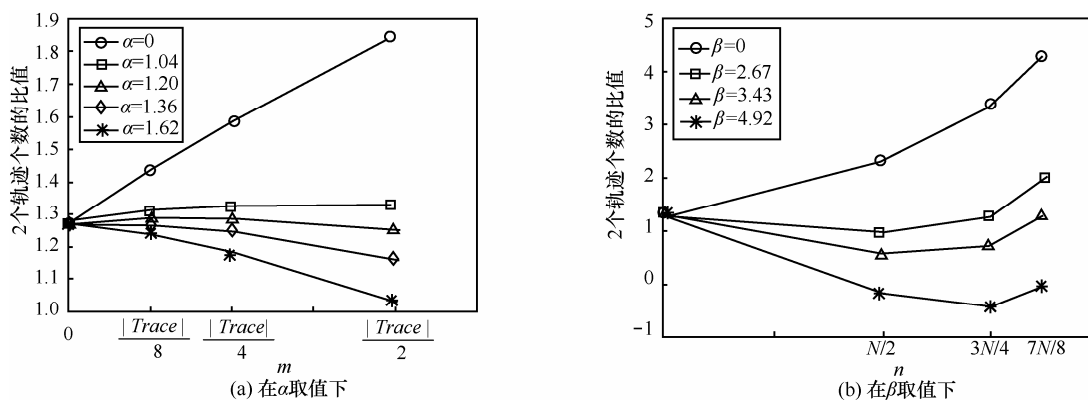 2个轨迹个数的比值
1.9
1.8
1.7
1.6
1.5
1.4
1.3
1.2
1.1
1.0
α=0
α=1.04
α=1.20
α=1.36
α=1.62
0
| Trace |
8
| Trace |
4
| Trace |
2
m
(a) 在α取值下
2个轨迹个数的比值
5
4
3
2
1
0
−1
β=0
β=2.67
β=3.43
β=4.92
N/2
3N/4
7N/8
n
(b) 在β取值下